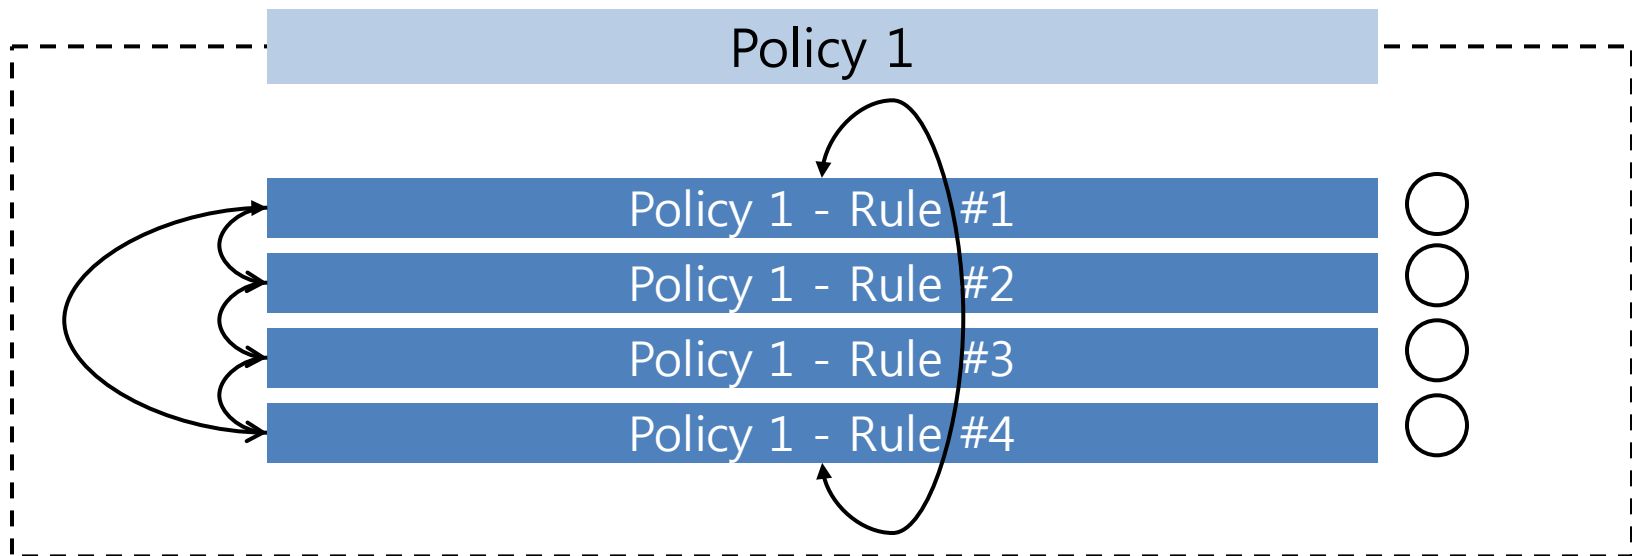 Policy 1
Policy 1 - Rule #1
Policy 1 - Rule #2
Policy 1 - Rule #3
Policy 1 - Rule #4